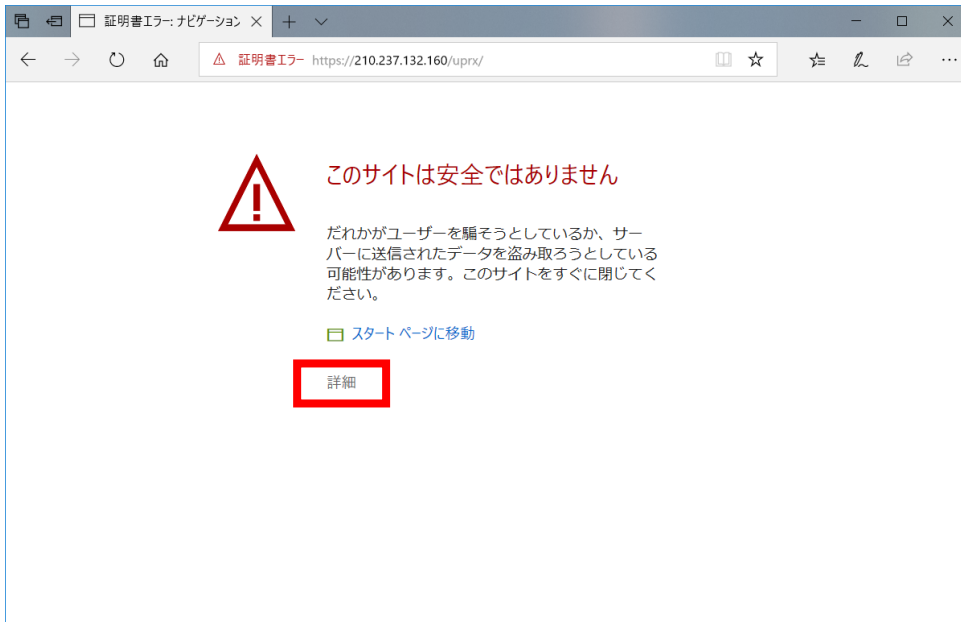 証明書エラー: ナビゲーション
証明書エラー https://210.237.132.160/uprx/
このサイトは安全ではありません
だれかがユーザーを騙そうとしているか、サー
バーに送信されたデータを盗み取ろうとしている
可能性があります。このサイトをすぐに閉じてく
ださい。
スタート ページに移動
詳細